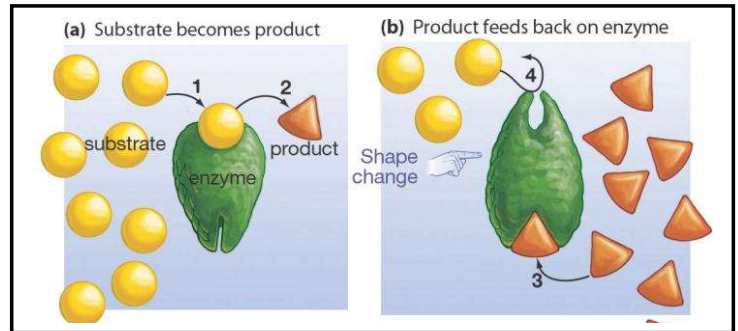 (a) Substrate becomes product
1
2
substrate
product
enzyme
(b) Product feeds back on enzyme
4
Shape
change
3